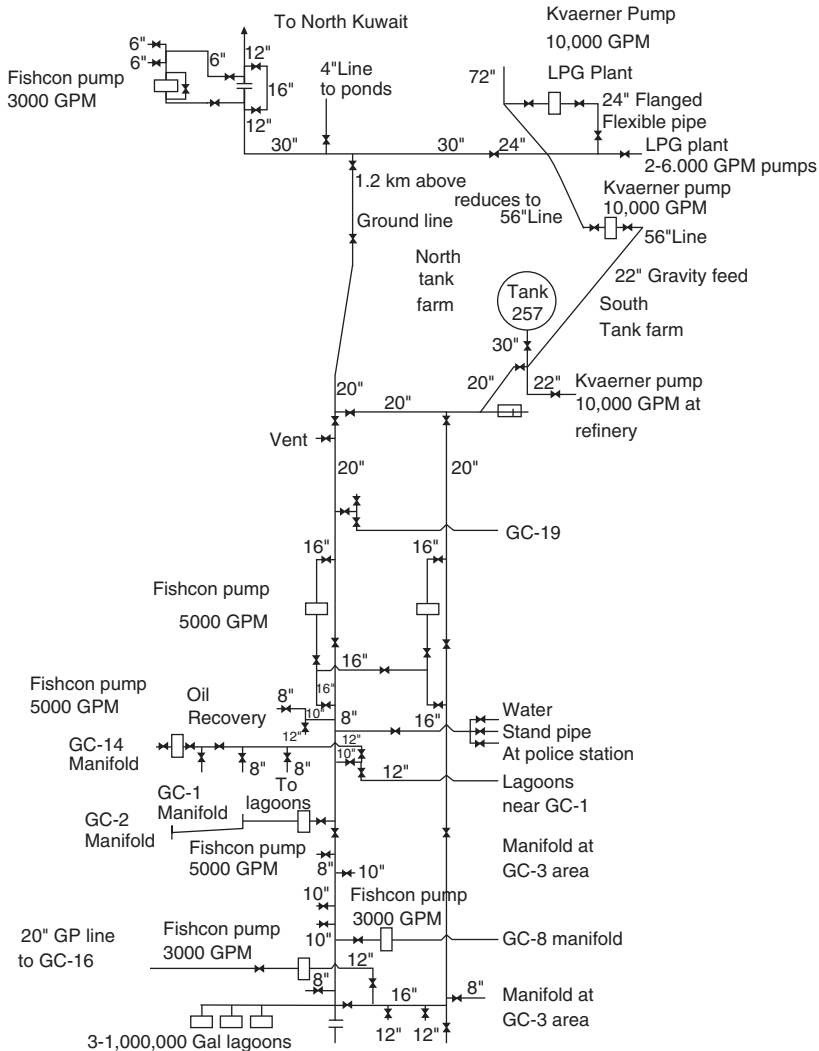 To North Kuwait
Kvaerner Pump
10,000 GPM
6"
6"
6"
12"
16"
12"
Fishcon pump
3000 GPM
4"Line
to ponds
72"
LPG Plant
24" Flanged
Flexible pipe
30"
30"
24"
LPG plant
2-6.000 GPM pumps
1.2 km above
Ground line
reduces to
56"Line
Kvaerner pump
10,000 GPM
56"Line
North
tank
farm
Tank
257
22" Gravity feed
South
Tank farm
30"
20"
20"
20"
22"
Kvaerner pump
10,000 GPM at
refinery
Vent
20"
20"
GC-19
16"
16"
Fishcon pump
5000 GPM
16"
16"
Fishcon pump
5000 GPM
Oil
Recovery
8"
10"
12"
8"
16"
Water
Stand pipe
At police station
GC-14
Manifold
8"
8"
12"
10"
12"
Lagoons
near GC-1
To
lagoons
GC-1
Manifold
GC-2
Manifold
Fishcon pump
5000 GPM
8"
10"
Manifold at
GC-3 area
10"
10"
Fishcon pump
3000 GPM
GC-8 manifold
20" GP line
to GC-16
Fishcon pump
3000 GPM
12"
8"
16"
8"
Manifold at
GC-3 area
12"
12"
3-1,000,000 Gal lagoons